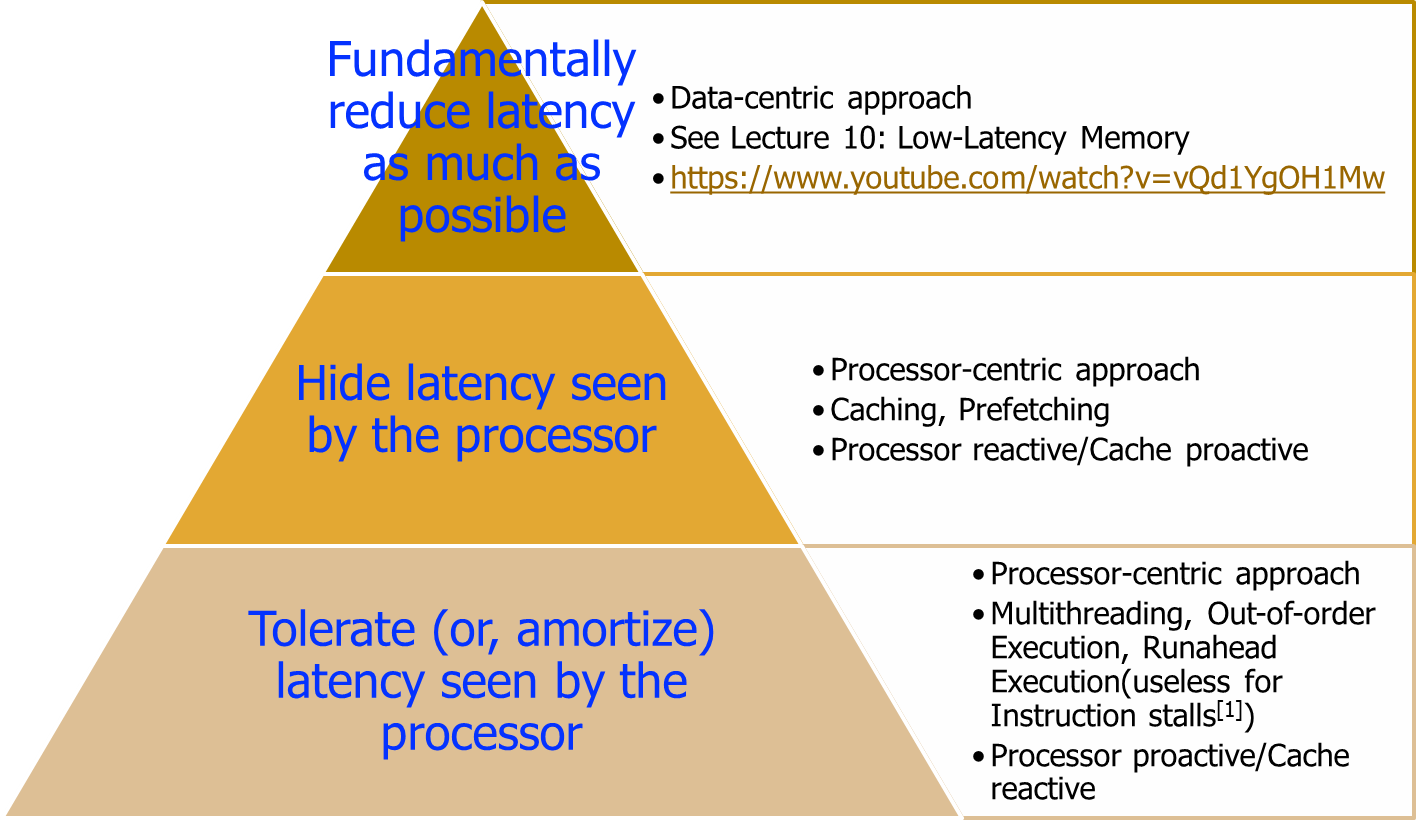 Fundamentally
reduce latency
as much as
possible
• Data-centric approach
• See Lecture 10: Low-Latency Memory
• https://www.youtube.com/watch?v=vQd1YgOH1Mw
Hide latency seen
by the processor
• Processor-centric approach
• Caching, Prefetching
• Processor reactive/Cache proactive
Tolerate (or, amortize)
latency seen by the
processor
• Processor-centric approach
• Multithreading, Out-of-order
Execution, Runahead
Execution(useless for
Instruction stalls[1])
• Processor proactive/Cache
reactive